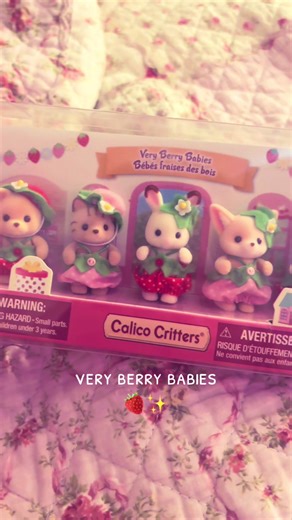 Very Berry Babies
Bébés fraises des bois
WARNING:
HAZARD-Small parts.
children under 3 years.
Calico Critters®
AVERTISSE
RISQUE D'ÉTOUFFEME
Ne convient pas aux enfa
VERY BERRY BABIES
🍓✨